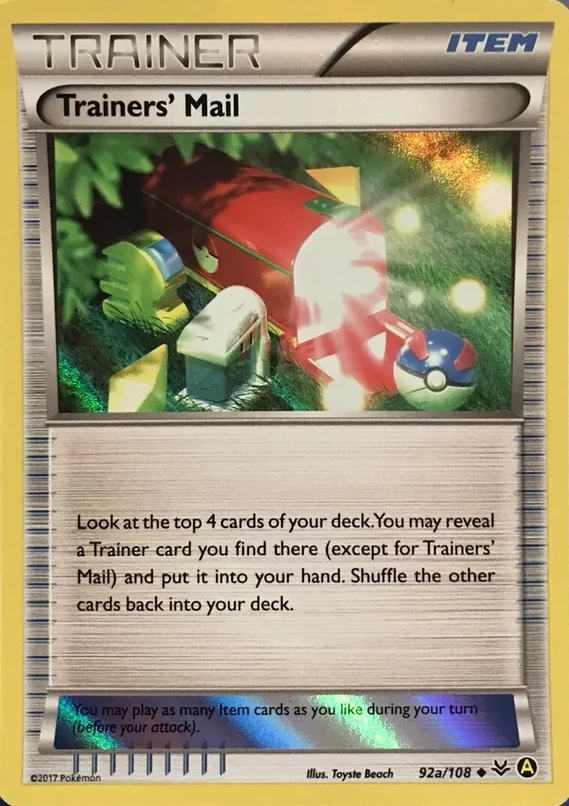 TRAINER
ITEM
Trainers' Mail
Look at the top 4 cards of your deck.You may reveal
a Trainer card you find there (except for Trainers'
Mail) and put it into your hand. Shuffle the other
cards back into your deck.
You may play as many Item cards as you like during your turn
(before your attack).
©2017 Pokémon
Illus. Toyste Beach
92a/108
A